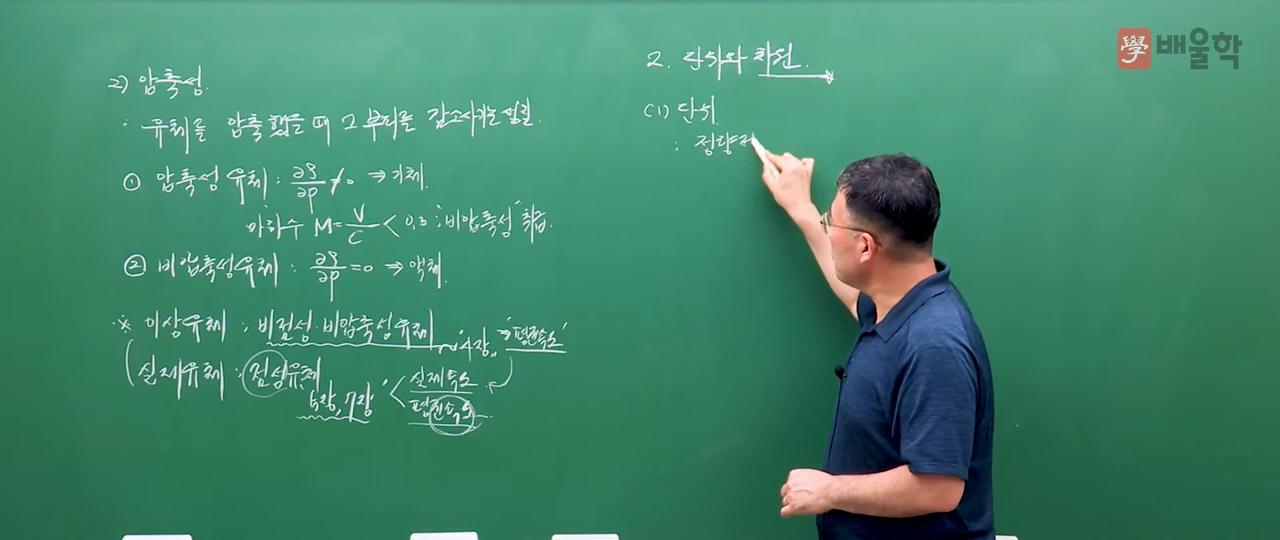 2) 압축성.
: 유체를 압축했을 때 그 부피를 감소시키는 성질.
① 압축성 유체 : ∂ρ/∂p ≠ 0 ⇒ 기체.
마하수 M = V/C < 0.3 ; "비압축성" 취급.
② 비압축성유체 : ∂ρ/∂p = 0 ⇒ 액체.
※ 이상유체 : 비점성·비압축성유체 "4장" ⇒ '평균속도'
실제유체 : 점성유체 < 실제속도
5장, 7장 평균속도
2. 단위와 차원.
(1) 단위.
: 정량적
學 배울학